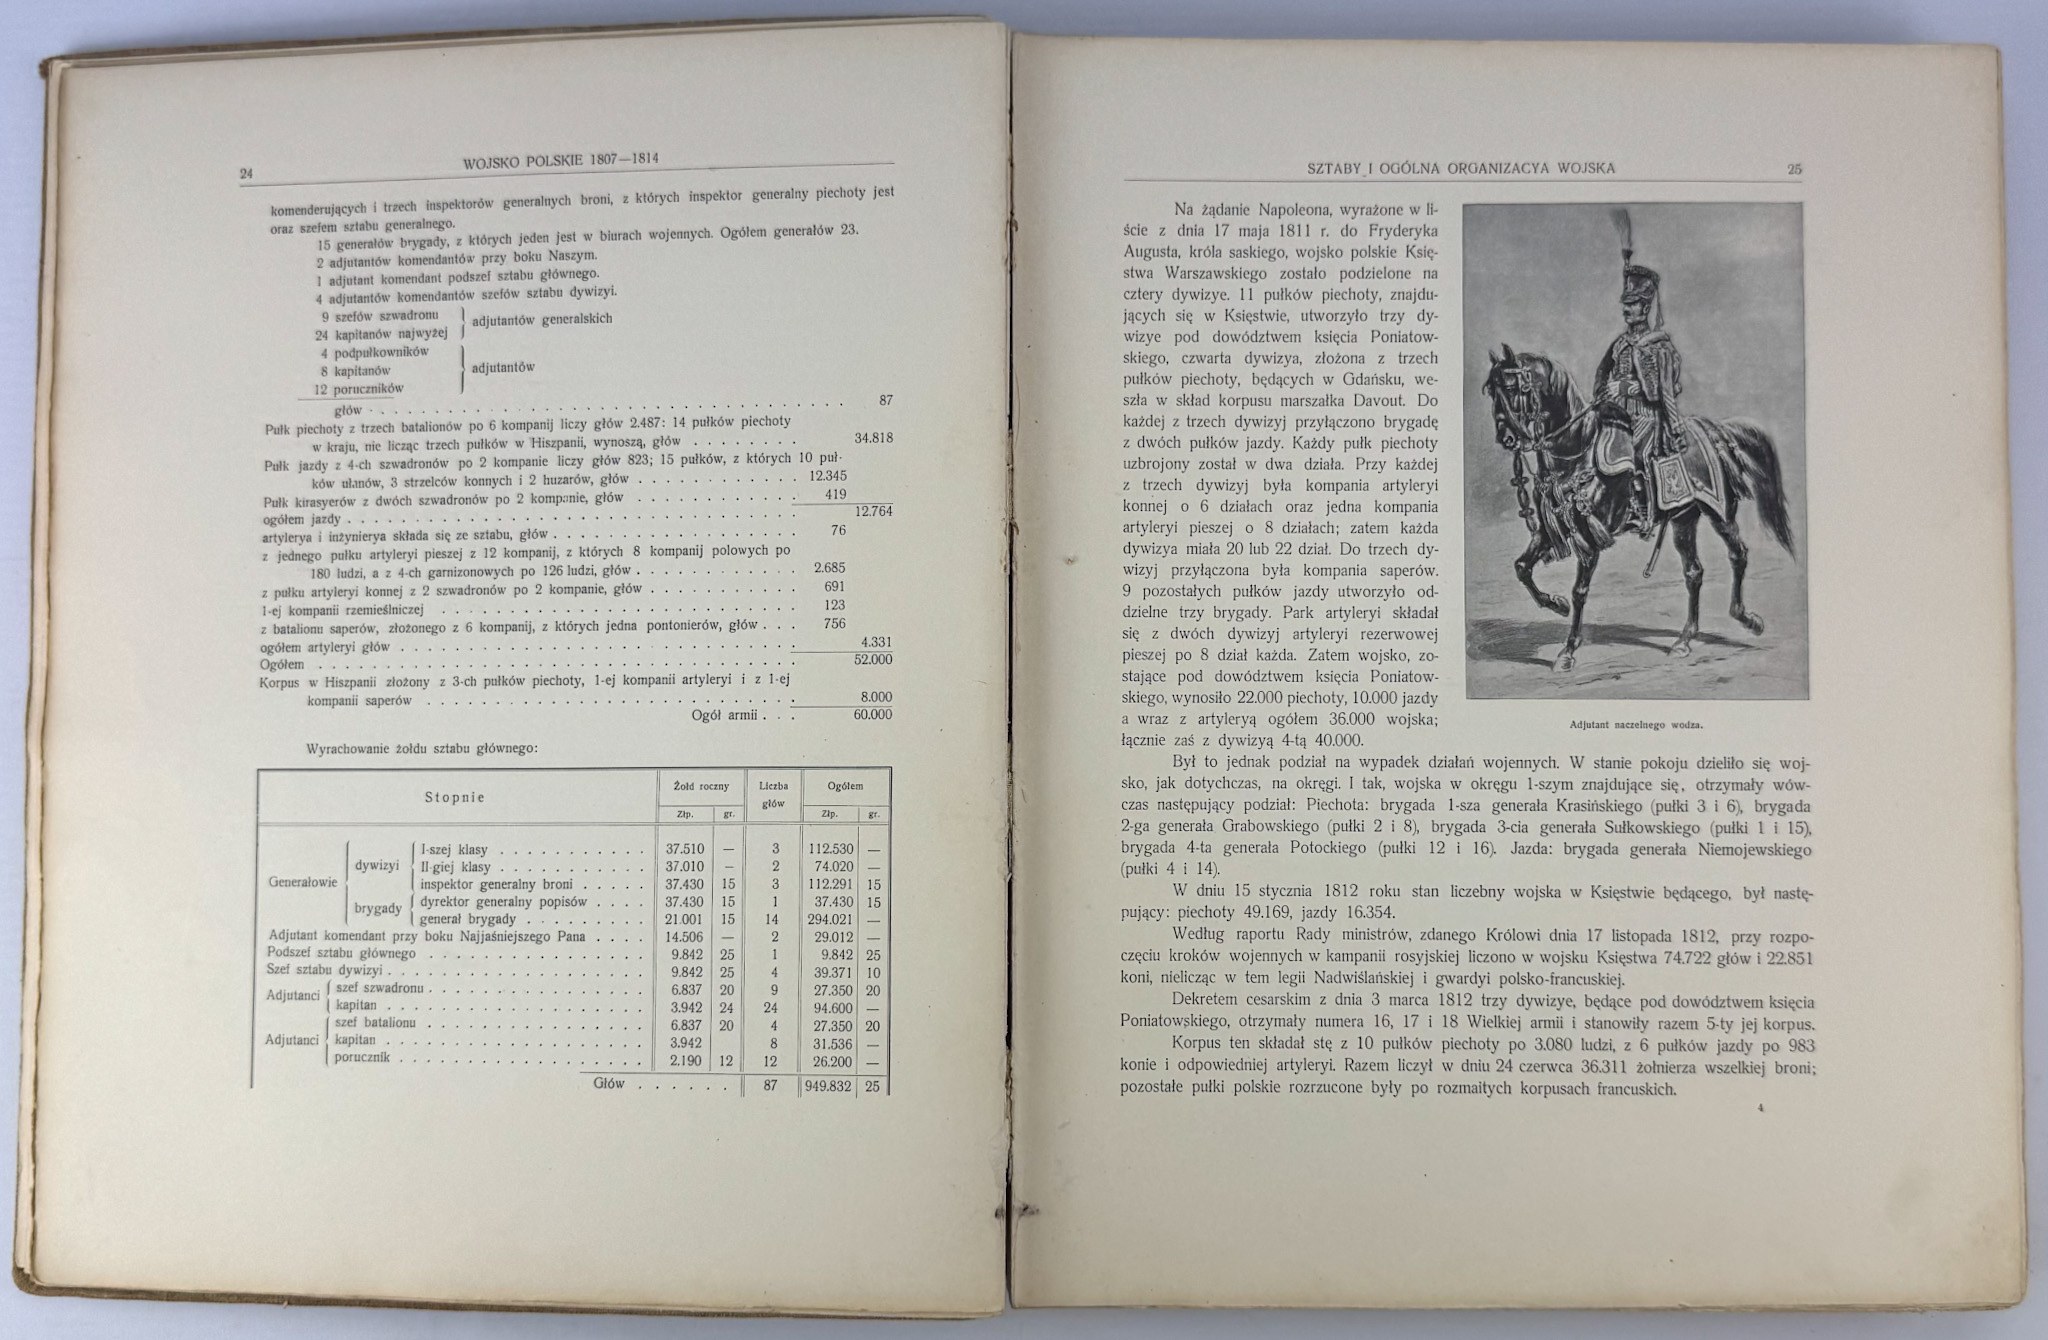 24
WOJSKO POLSKIE 1807—1814
komenderujących i trzech inspektorów generalnych broni, z których inspektor generalny piechoty jest
oraz szefem sztabu generalnego.
15 generałów brygady, z których jeden jest w biurach wojennych. Ogółem generałów 23.
2 adjutantów komendantów przy boku Naszym.
1 adjutant komendant podszef sztabu głównego.
4 adjutantów komendantów szefów sztabu dywizyi.
9 szefów szwadronu
24 kapitanów najwyżej
adjutantów generalskich
4 podpułkowników
8 kapitanów
12 poruczników
adjutantów
głów . . . 87
Pułk piechoty z trzech batalionów po 6 kompanij liczy głów 2.487: 14 pułków piechoty
w kraju, nie licząc trzech pułków w Hiszpanii, wynoszą, głów . . . 34.818
Pułk jazdy z 4-ch szwadronów po 2 kompanie liczy głów 823; 15 pułków, z których 10 puł-
ków ułanów, 3 strzelców konnych i 2 huzarów, głów . . . 12.345
Pułk kirasyerów z dwóch szwadronów po 2 kompanie, głów . . . 419
ogółem jazdy . . . 12.764
artylerya i inżynierya składa się ze sztabu, głów . . . 76
z jednego pułku artyleryi pieszej z 12 kompanij, z których 8 kompanij polowych po
180 ludzi, a z 4-ch garnizonowych po 126 ludzi, głów . . . 2.685
z pułku artyleryi konnej z 2 szwadronów po 2 kompanie, głów . . . 691
1-ej kompanii rzemieślniczej . . . 123
z batalionu saperów, złożonego z 6 kompanij, z których jedna pontonierów, głów . . . 756
ogółem artyleryi głów . . . 4.331
Ogółem . . . 52.000
Korpus w Hiszpanii złożony z 3-ch pułków piechoty, 1-ej kompanii artyleryi i z 1-ej
kompanii saperów . . . 8.000
Ogół armii . . . 60.000
Wyrachowanie żołdu sztabu głównego:
Stopnie | Żołd roczny | Liczba głów | Ogółem
Złp. | gr. | Złp. | gr.
Generałowie dywizyi I-szej klasy . . . 37.510 — 3 112.530 —
II-giej klasy . . . 37.010 — 2 74.020 —
inspektor generalny broni . . . 37.430 15 3 112.291 15
brygady dyrektor generalny popisów . . . 37.430 15 1 37.430 15
generał brygady . . . 21.001 15 14 294.021 —
Adjutant komendant przy boku Najjaśniejszego Pana . . . 14.506 — 2 29.012 —
Podszef sztabu głównego . . . 9.842 25 1 9.842 25
Szef sztabu dywizyi . . . 9.842 25 4 39.371 10
Adjutanci szef szwadronu . . . 6.837 20 9 27.350 20
kapitan . . . 3.942 24 24 94.600 —
Adjutanci szef batalionu . . . 6.837 20 4 27.350 20
kapitan . . . 3.942 8 31.536 —
porucznik . . . 2.190 12 12 26.200 —
Głów . . . 87 949.832 25
SZTABY I OGÓLNA ORGANIZACYA WOJSKA
25
Na żądanie Napoleona, wyrażone w li-
ście z dnia 17 maja 1811 r. do Fryderyka
Augusta, króla saskiego, wojsko polskie Księ-
stwa Warszawskiego zostało podzielone na
cztery dywizye. 11 pułków piechoty, znajdu-
jących się w Księstwie, utworzyło trzy dy-
wizye pod dowództwem księcia Poniatow-
skiego, czwarta dywizya, złożona z trzech
pułków piechoty, będących w Gdańsku, we-
szła w skład korpusu marszałka Davout. Do
każdej z trzech dywizyj przyłączono brygadę
z dwóch pułków jazdy. Każdy pułk piechoty
uzbrojony został w dwa działa. Przy każdej
z trzech dywizyj była kompania artyleryi
konnej o 6 działach oraz jedna kompania
artyleryi pieszej o 8 działach; zatem każda
dywizya miała 20 lub 22 dział. Do trzech dy-
wizyj przyłączona była kompania saperów.
9 pozostałych pułków jazdy utworzyło od-
dzielne trzy brygady. Park artyleryi składał
się z dwóch dywizyj artyleryi rezerwowej
pieszej po 8 dział każda. Zatem wojsko, zo-
stające pod dowództwem księcia Poniatow-
skiego, wynosiło 22.000 piechoty, 10.000 jazdy
a wraz z artyleryą ogółem 36.000 wojska;
łącznie zaś z dywizyą 4-tą 40.000.
Adjutant naczelnego wodza.
Był to jednak podział na wypadek działań wojennych. W stanie pokoju dzieliło się woj-
sko, jak dotychczas, na okręgi. I tak, wojska w okręgu 1-szym znajdujące się, otrzymały wów-
czas następujący podział: Piechota: brygada 1-sza generała Krasińskiego (pułki 3 i 6), brygada
2-ga generała Grabowskiego (pułki 2 i 8), brygada 3-cia generała Sułkowskiego (pułki 1 i 15),
brygada 4-ta generała Potockiego (pułki 12 i 16). Jazda: brygada generała Niemojewskiego
(pułki 4 i 14).
W dniu 15 stycznia 1812 roku stan liczebny wojska w Księstwie będącego, był nastę-
pujący: piechoty 49.169, jazdy 16.354.
Według raportu Rady ministrów, zdanego Królowi dnia 17 listopada 1812, przy rozpo-
częciu kroków wojennych w kampanii rosyjskiej liczono w wojsku Księstwa 74.722 głów i 22.851
koni, nielicząc w tem legii Nadwiślańskiej i gwardyi polsko-francuskiej.
Dekretem cesarskim z dnia 3 marca 1812 trzy dywizye, będące pod dowództwem księcia
Poniatowskiego, otrzymały numera 16, 17 i 18 Wielkiej armii i stanowiły razem 5-ty jej korpus.
Korpus ten składał stę z 10 pułków piechoty po 3.080 ludzi, z 6 pułków jazdy po 983
konie i odpowiedniej artyleryi. Razem liczył w dniu 24 czerwca 36.311 żołnierza wszelkiej broni;
pozostałe pułki polskie rozrzucone były po rozmaitych korpusach francuskich.
4